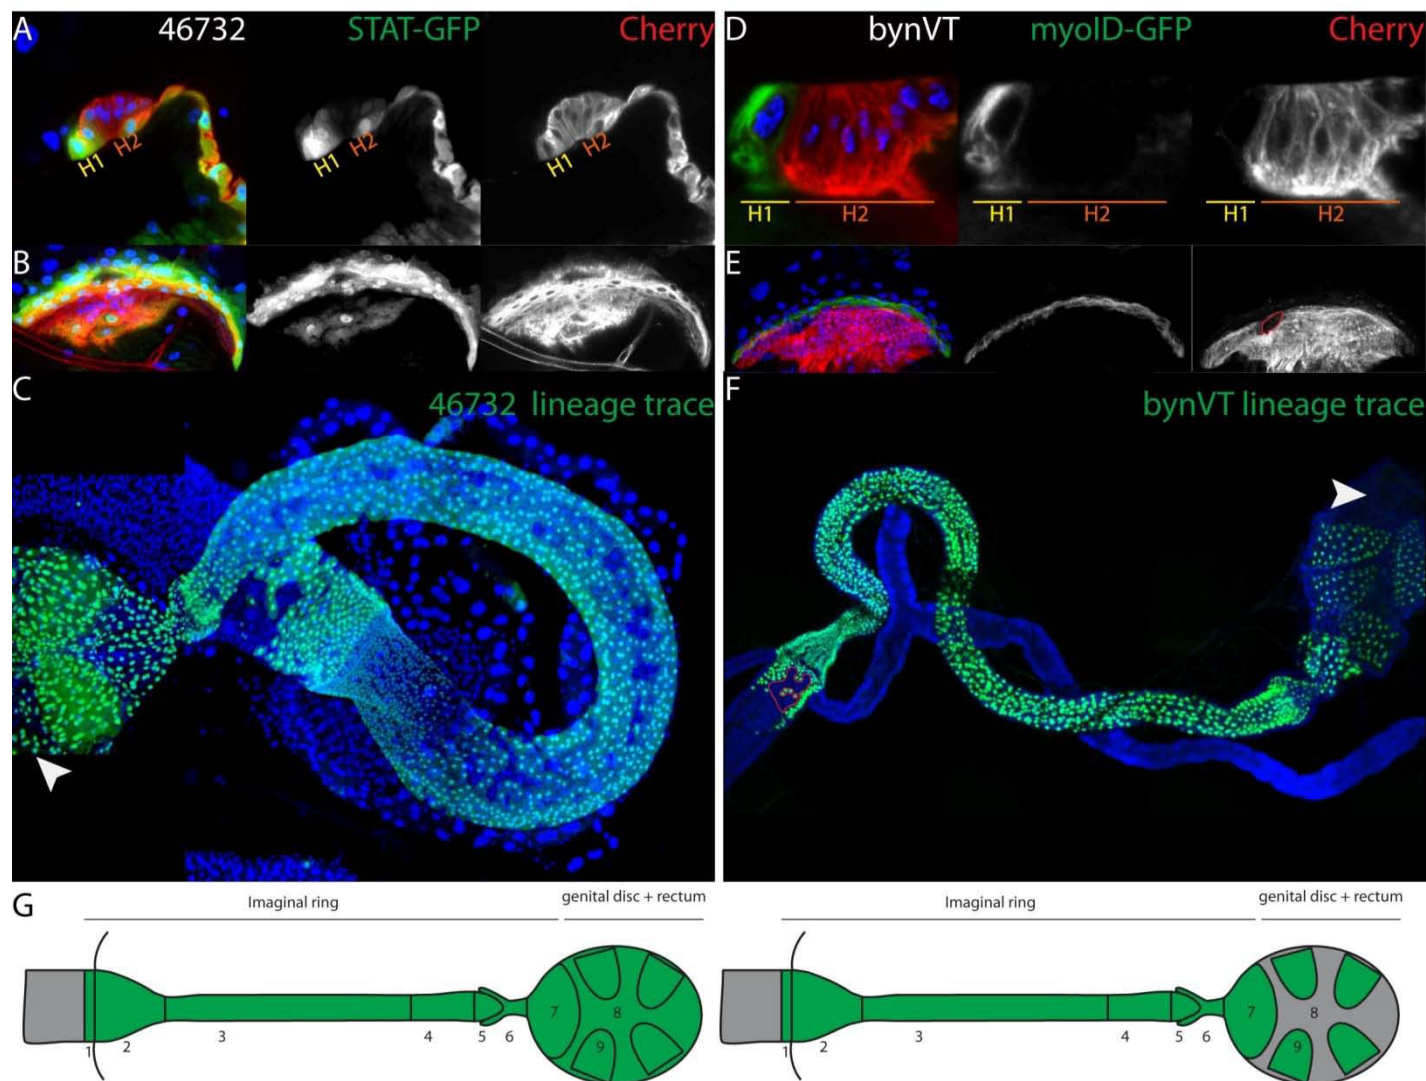 A 46732 STAT-GFP Cherry
H1 H2 H1 H2 H1 H2
B
C 46732 lineage trace
D bynVT myoID-GFP Cherry
H1 H2 H1 H2 H1 H2
E
F bynVT lineage trace
G
Imaginal ring genital disc + rectum
1 2 3 4 5 6 7 8 9
Imaginal ring genital disc + rectum
1 2 3 4 5 6 7 8 9